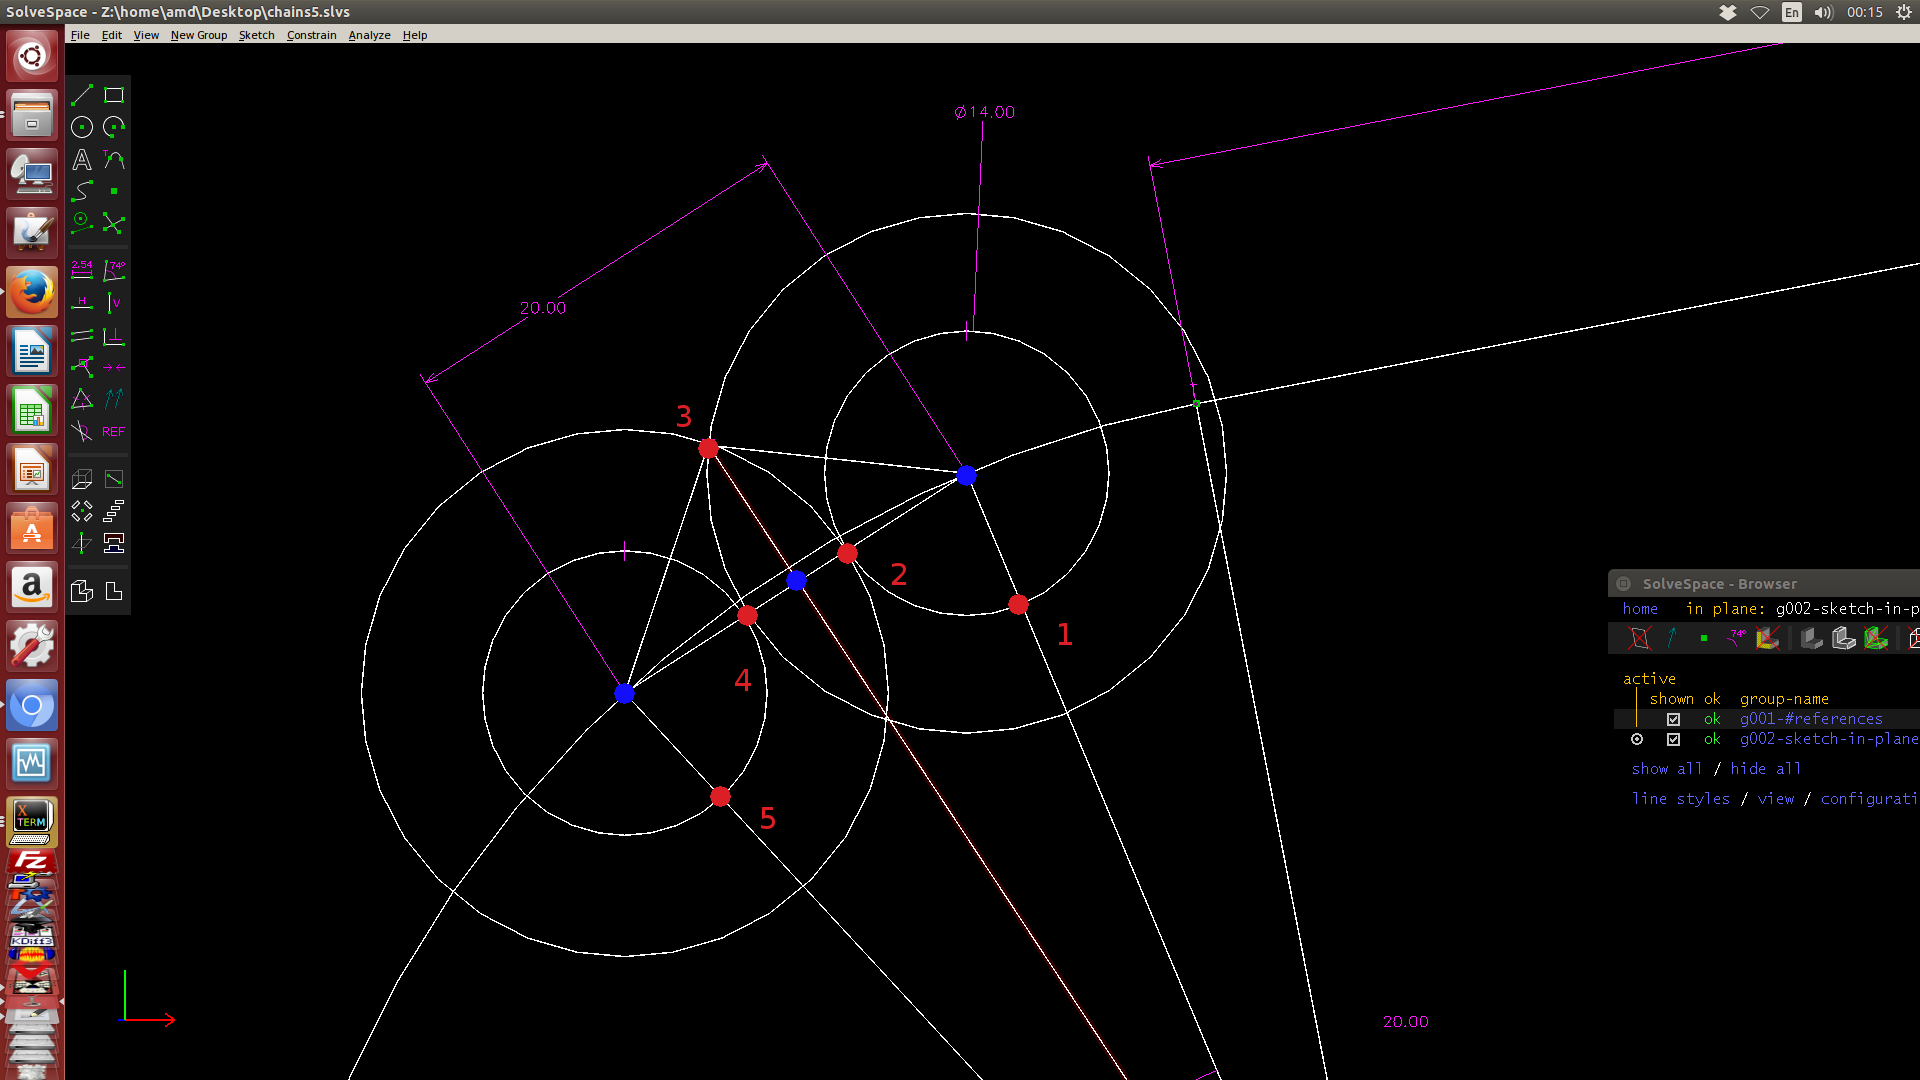 SolveSpace - Z:\home\amd\Desktop\chains5.slvs
En
00:15
File Edit View New Group Sketch Constrain Analyze Help
2.54
74°
H
V
REF
Ø14.00
20.00
3
2
1
4
5
20.00
SolveSpace - Browser
home in plane: g002-sketch-in-p
74°
active
shown ok group-name
ok g001-#references
ok g002-sketch-in-plane
show all / hide all
line styles / view / configurati
X
TERM
FZ
KDiff3